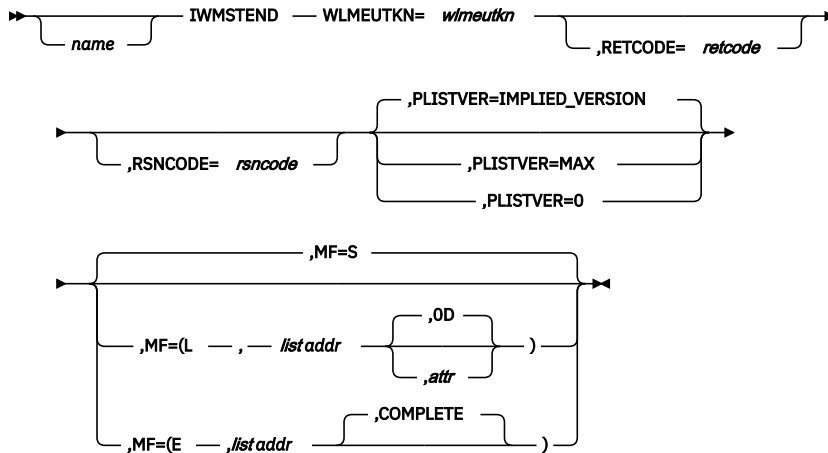 IWMSTEND WLMEUTKN= wlmeutkn
name
,RETCODE= retcode
,PLISTVER=IMPLIED_VERSION
,RSNCODE= rsncode
,PLISTVER=MAX
,PLISTVER=0
,MF=S
,0D
,MF=(L , list addr )
,attr
,COMPLETE
,MF=(E ,list addr )